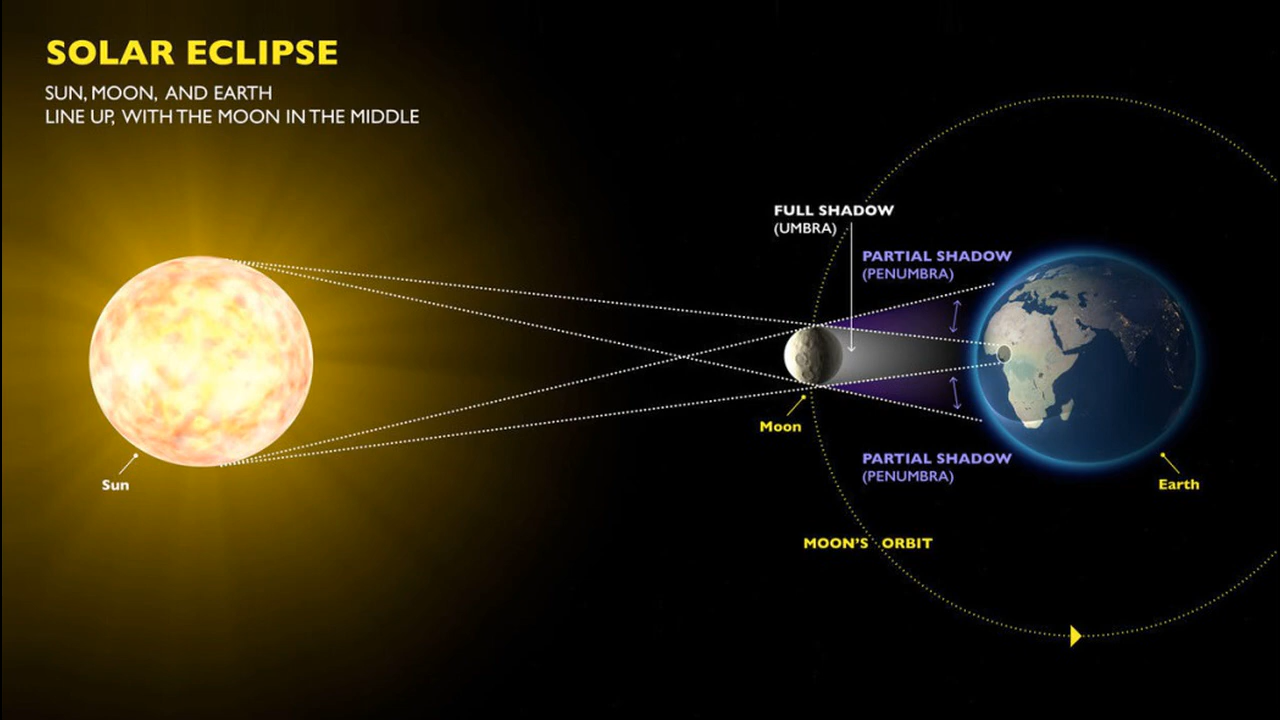 SOLAR ECLIPSE
SUN, MOON, AND EARTH
LINE UP, WITH THE MOON IN THE MIDDLE
FULL SHADOW
(UMBRA)
PARTIAL SHADOW
(PENUMBRA)
Moon
PARTIAL SHADOW
(PENUMBRA)
Sun
Earth
MOON'S ORBIT